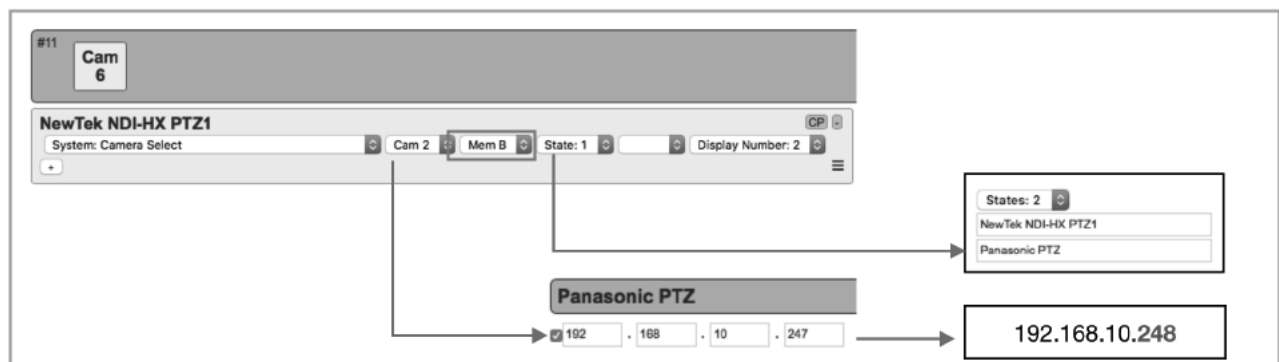 #11
Cam
6
NewTek NDI-HX PTZ1
CP -
System: Camera Select Cam 2 Mem B State: 1 Display Number: 2
+
States: 2
NewTek NDI-HX PTZ1
Panasonic PTZ
Panasonic PTZ
192 . 168 . 10 . 247
192.168.10.248